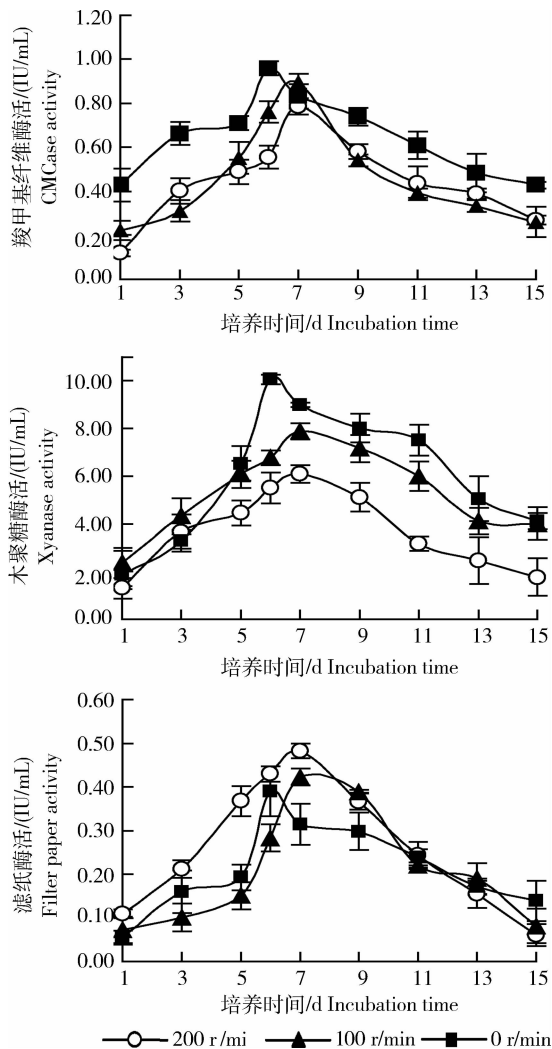 1.20
1.00
0.80
0.60
0.40
0.20
0.00
羧甲基纤维酶活/(IU/mL)
CMCase activity
1 3 5 7 9 11 13 15
培养时间/d Incubation time
10.00
8.00
6.00
4.00
2.00
0.00
木聚糖酶活/(IU/mL)
Xyanase activity
1 3 5 7 9 11 13 15
培养时间/d Incubation time
0.60
0.50
0.40
0.30
0.20
0.10
0.00
滤纸酶活/(IU/mL)
Filter paper activity
1 3 5 7 9 11 13 15
培养时间/d Incubation time
200 r/mi 100 r/min 0 r/min